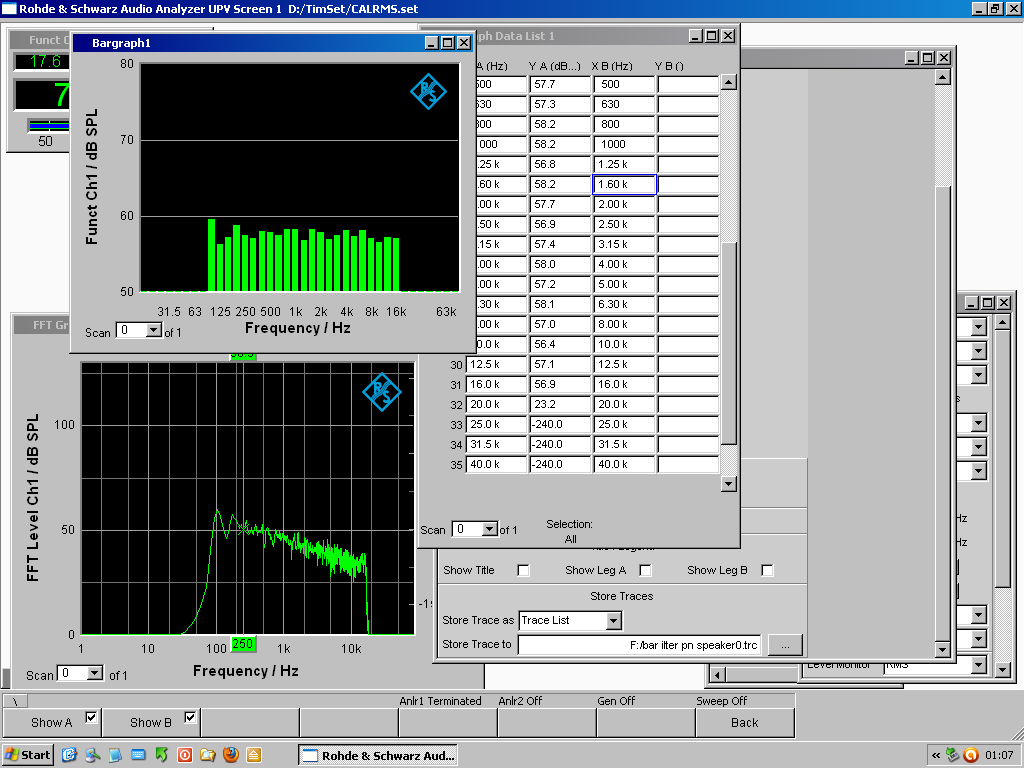 Rohde & Schwarz Audio Analyzer UPV Screen 1 D:/TimSet/CALRMS.set
Funct C
17.6
7
50
Bargraph1
80
70
60
50
Funct Ch1 / dB SPL
31.5 63 125 250 500 1k 2k 4k 8k 16k 63k
Frequency / Hz
Scan 0 of 1
ph Data List 1
A (Hz) Y A (dB...) X B (Hz) Y B ()
500 57.7 500
630 57.3 630
800 58.2 800
000 58.2 1000
.25 k 56.8 1.25 k
.60 k 58.2 1.60 k
.00 k 57.7 2.00 k
.50 k 56.9 2.50 k
.15 k 57.4 3.15 k
.00 k 58.0 4.00 k
.00 k 57.2 5.00 k
.30 k 58.1 6.30 k
.00 k 57.0 8.00 k
0.0 k 56.4 10.0 k
30 12.5 k 57.1 12.5 k
31 16.0 k 56.9 16.0 k
32 20.0 k 23.2 20.0 k
33 25.0 k -240.0 25.0 k
34 31.5 k -240.0 31.5 k
35 40.0 k -240.0 40.0 k
Scan 0 of 1
Selection:
All
FFT Gr
100
50
0
FFT Level Ch1 / dB SPL
1 10 100 250 1k 10k
Frequency / Hz
Scan 0 of 1
Show Title Show Leg A Show Leg B
Store Traces
Store Trace as Trace List
Store Trace to F:/bar ilter pn speaker0.trc ...
Hz
Hz
Level Monitor RMS
Anlr1 Terminated Anlr2 Off Gen Off Sweep Off
\
Show A Show B Back
Start Rohde & Schwarz Aud... « 01:07